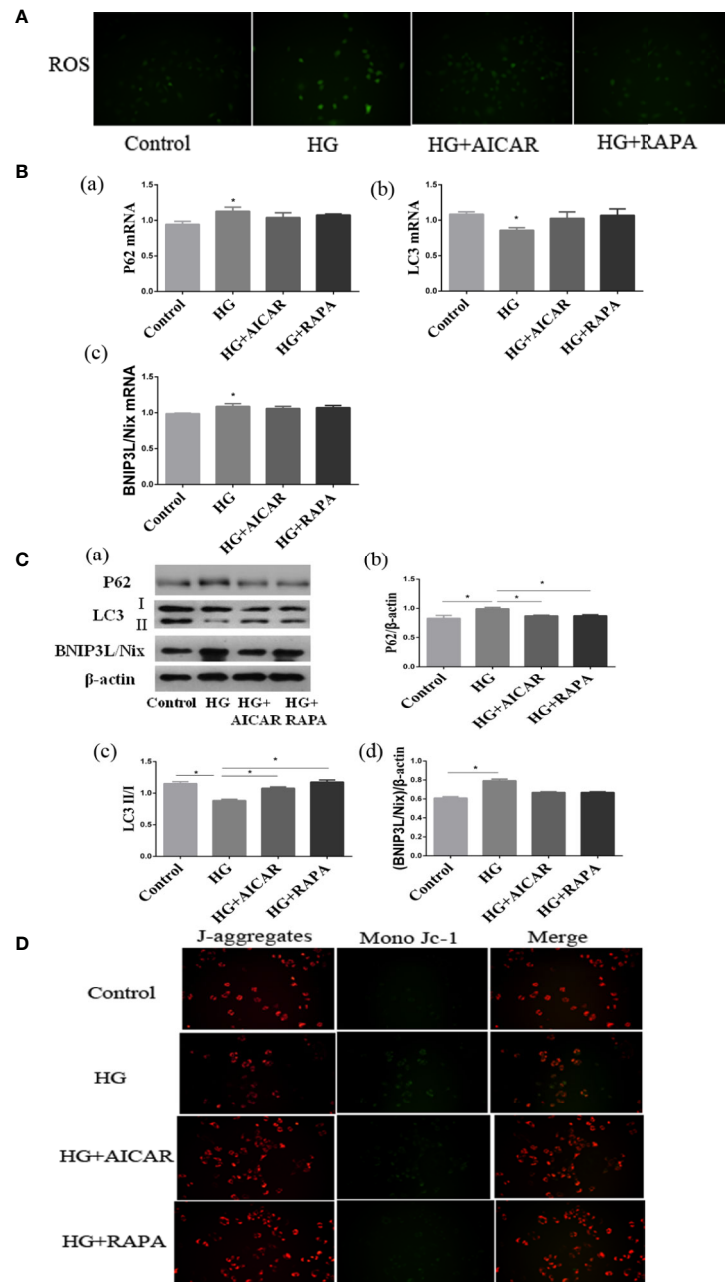 A
ROS
Control HG HG+AICAR HG+RAPA
B
(a)
P62 mRNA
1.5
1.0
0.5
0.0
*
Control HG HG+AICAR HG+RAPA
(b)
LC3 mRNA
1.5
1.0
0.5
0.0
*
Control HG HG+AICAR HG+RAPA
(c)
BNIP3L/Nix mRNA
1.5
1.0
0.5
0.0
*
Control HG HG+AICAR HG+RAPA
C
(a)
P62
LC3 I
II
BNIP3L/Nix
β-actin
Control HG HG+ HG+
AICAR RAPA
(b)
P62/β-actin
1.5
1.0
0.5
0.0
* * *
Control HG HG+AICAR HG+RAPA
(c)
LC3 II/I
1.5
1.0
0.5
0.0
* * *
Control HG HG+AICAR HG+RAPA
(d)
(BNIP3L/Nix)/β-actin
1.0
0.8
0.6
0.4
0.2
0.0
*
Control HG HG+AICAR HG+RAPA
D
J-aggregates Mono Jc-1 Merge
Control
HG
HG+AICAR
HG+RAPA